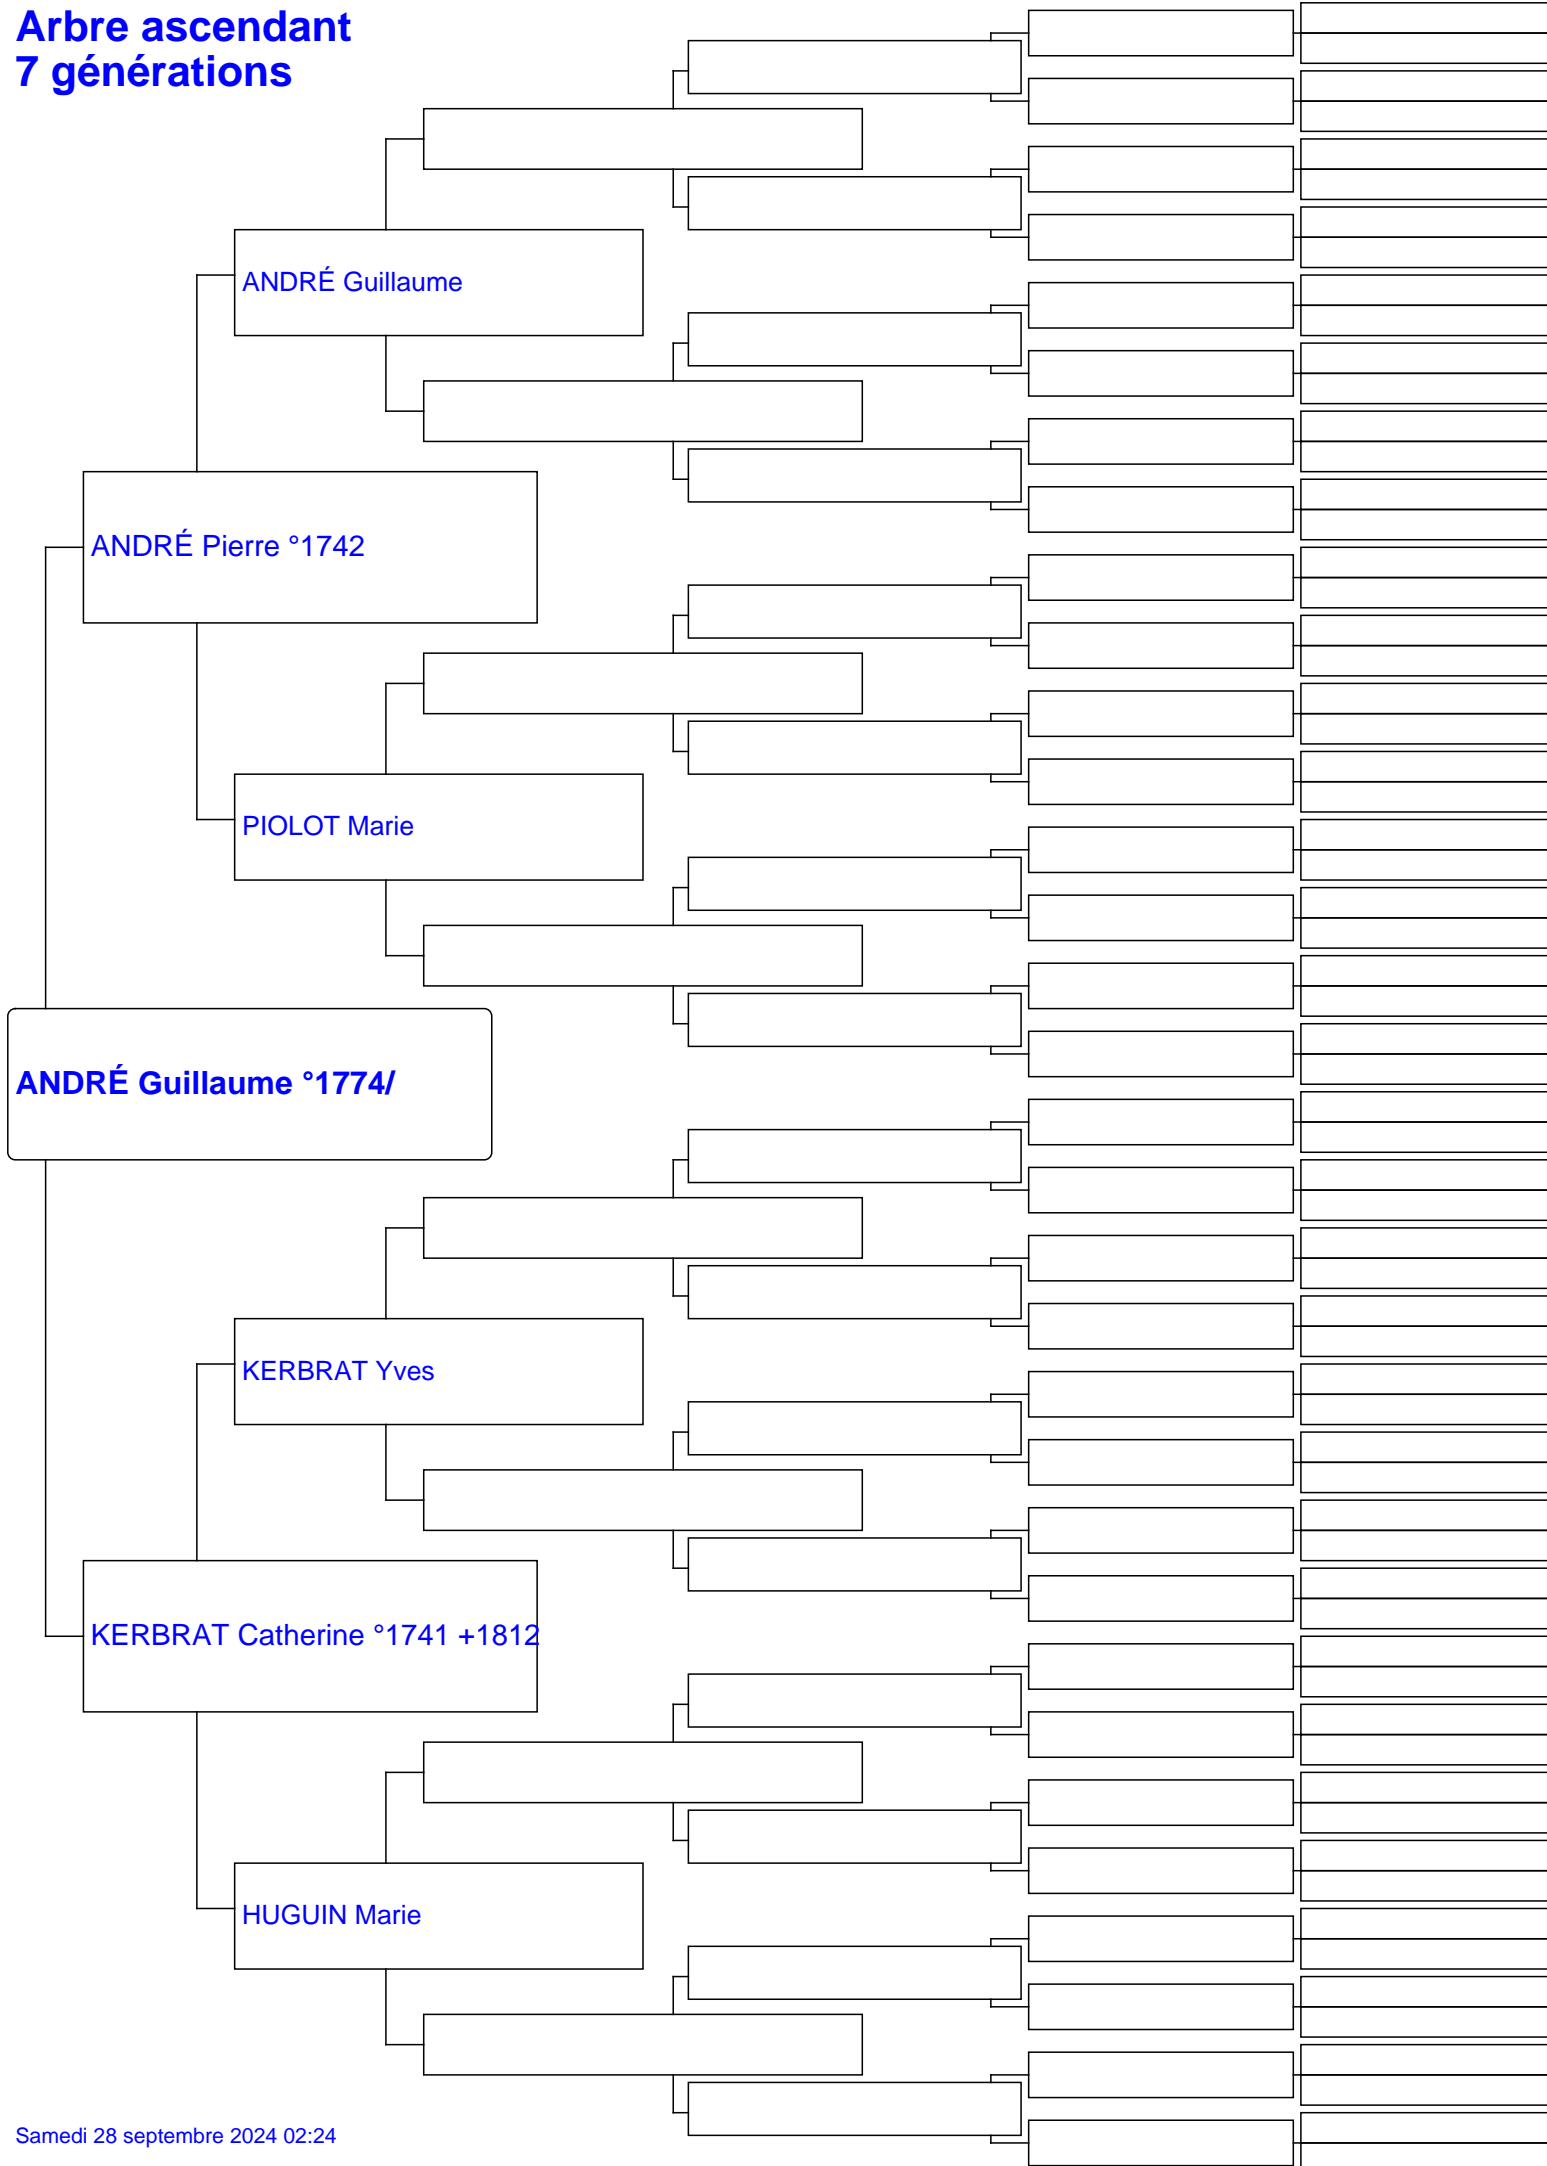 Arbre ascendant
7 générations
ANDRÉ Guillaume
ANDRÉ Pierre °1742
PIOLOT Marie
ANDRÉ Guillaume °1774/
KERBRAT Yves
KERBRAT Catherine °1741 +1812
HUGUIN Marie
Samedi 28 septembre 2024 02:24